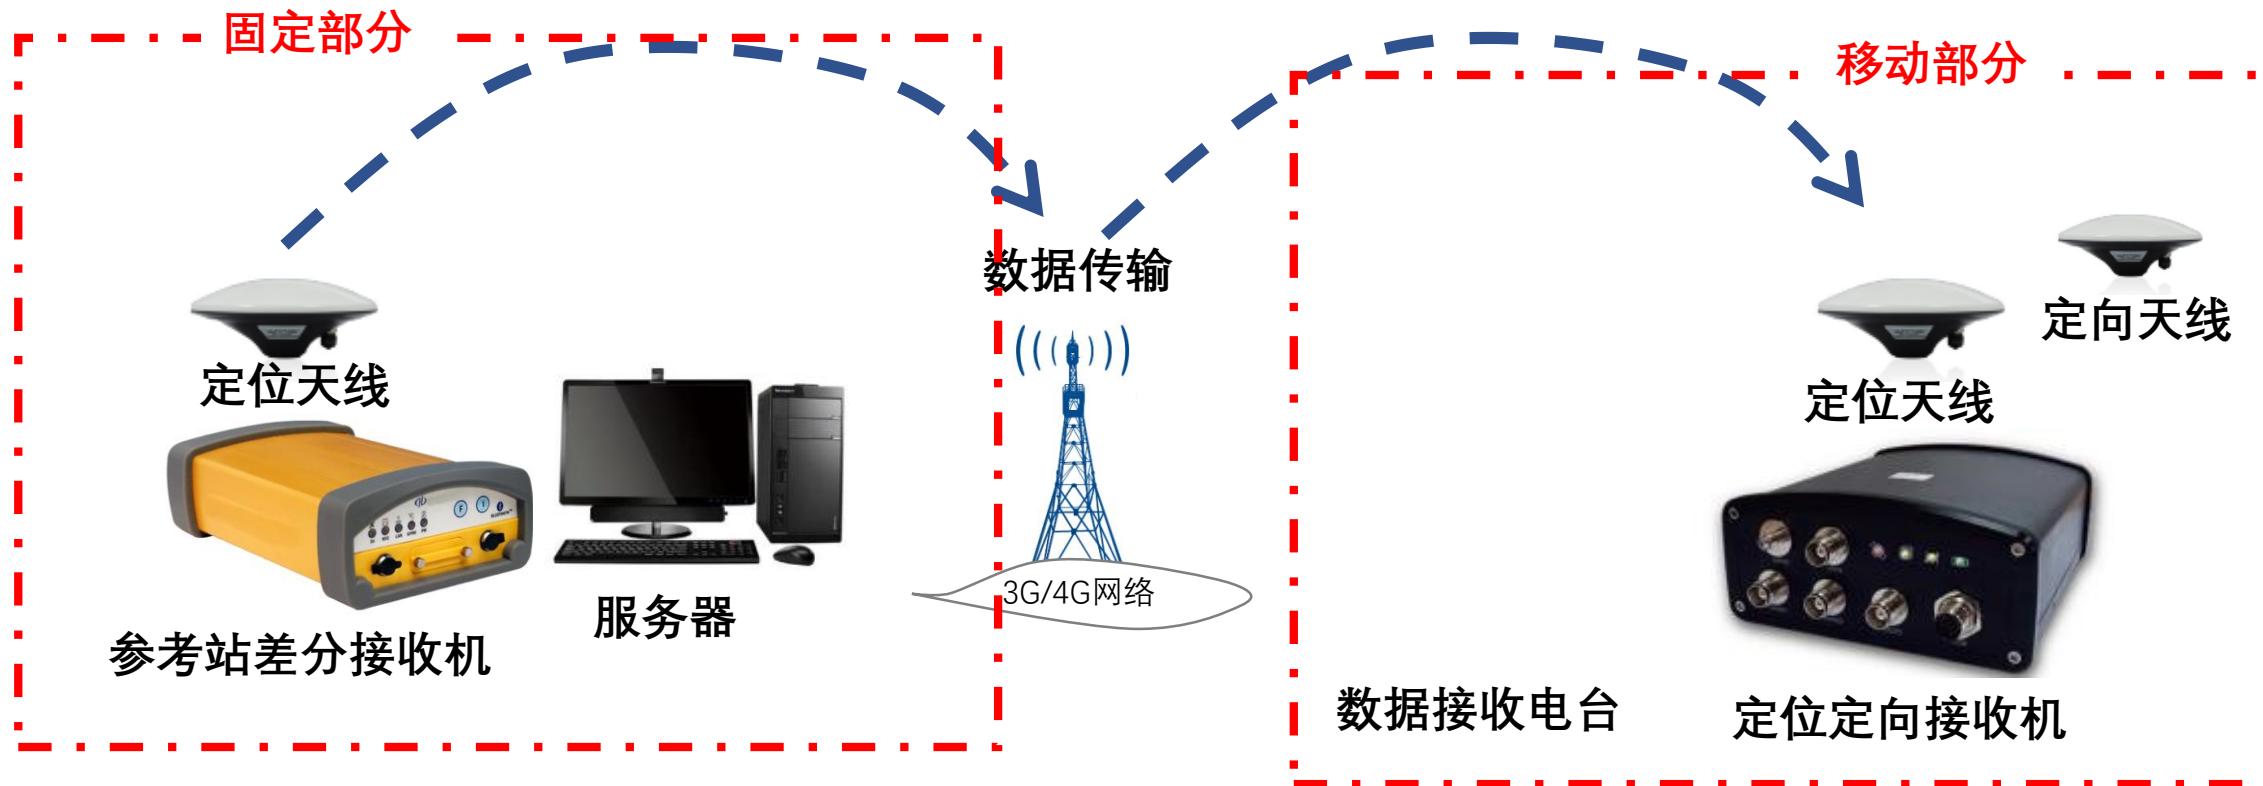 固定部分
移动部分
数据传输
定向天线
定位天线
定位天线
3G/4G网络
服务器
参考站差分接收机
数据接收电台
定位定向接收机
F